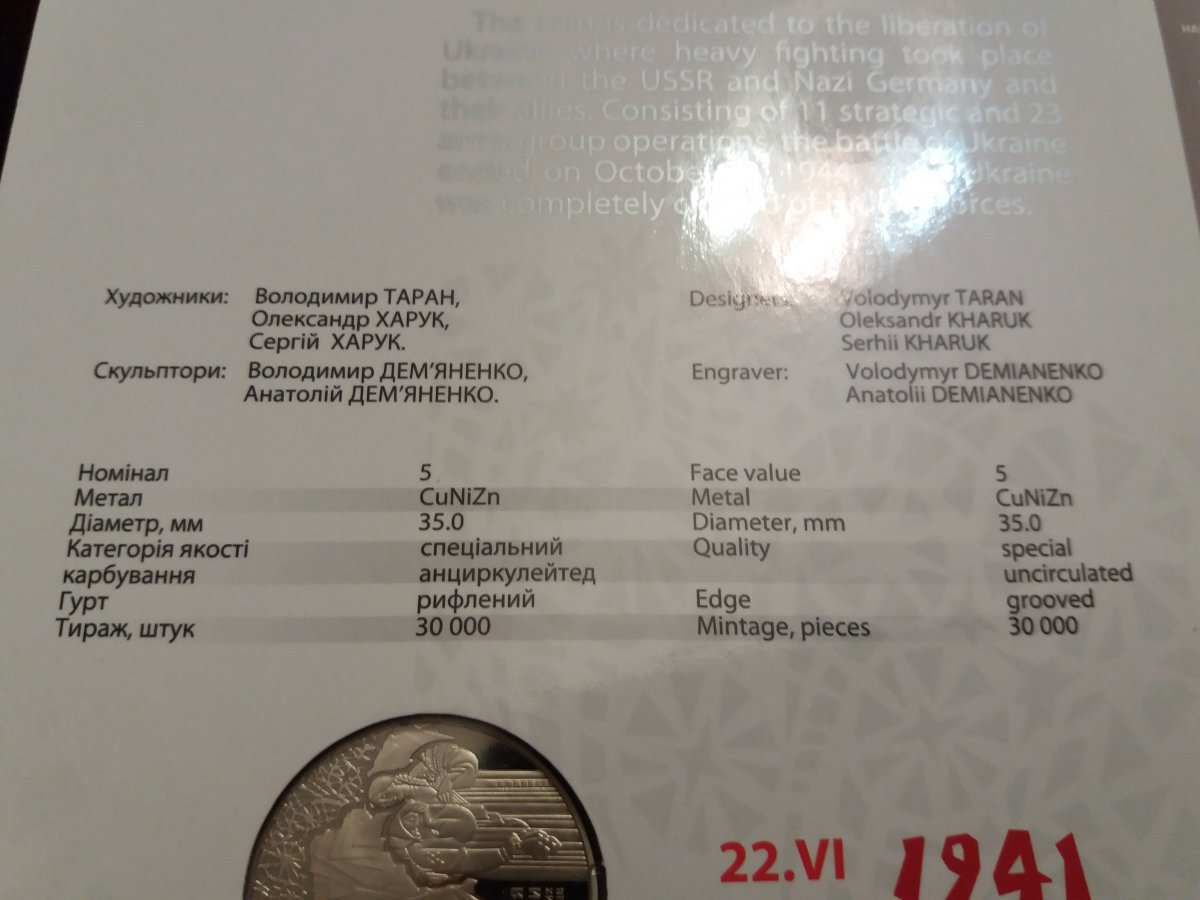 The coin is dedicated to the liberation of
Ukraine where heavy fighting took place
between the USSR and Nazi Germany and
their allies. Consisting of 11 strategic and 23
army group operations, the battle of Ukraine
ended on October 1944, Ukraine
was completely of forces.
Художники: Володимир ТАРАН,
Олександр ХАРУК,
Сергій ХАРУК.
Скульптори: Володимир ДЕМ'ЯНЕНКО,
Анатолій ДЕМ'ЯНЕНКО.
Designers: Volodymyr TARAN
Oleksandr KHARUK
Serhii KHARUK
Engraver: Volodymyr DEMIANENKO
Anatolii DEMIANENKO
Номінал 5
Метал CuNiZn
Діаметр, мм 35.0
Категорія якості спеціальний
карбування анциркулейтед
Гурт рифлений
Тираж, штук 30 000
Face value 5
Metal CuNiZn
Diameter, mm 35.0
Quality special
uncirculated
Edge grooved
Mintage, pieces 30 000
22.VI 1941